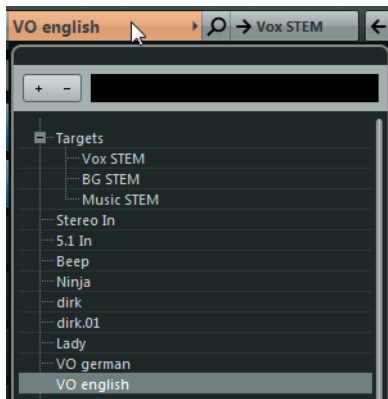 VO english → Vox STEM ←
+ -
Targets
Vox STEM
BG STEM
Music STEM
Stereo In
5.1 In
Beep
Ninja
dirk
dirk.01
Lady
VO german
VO english